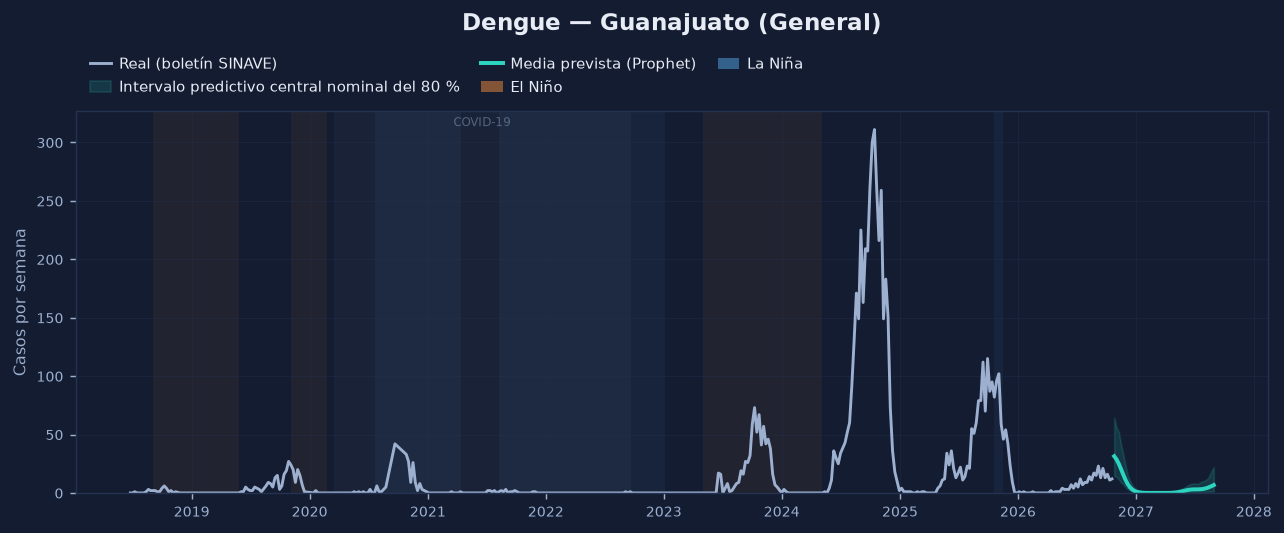 Dengue — Guanajuato (General)
Real (boletín SINAVE)
Intervalo predictivo central nominal del 80 %
Media prevista (Prophet)
El Niño
La Niña
COVID-19
Casos por semana
300
250
200
150
100
50
0
2019 2020 2021 2022 2023 2024 2025 2026 2027 2028